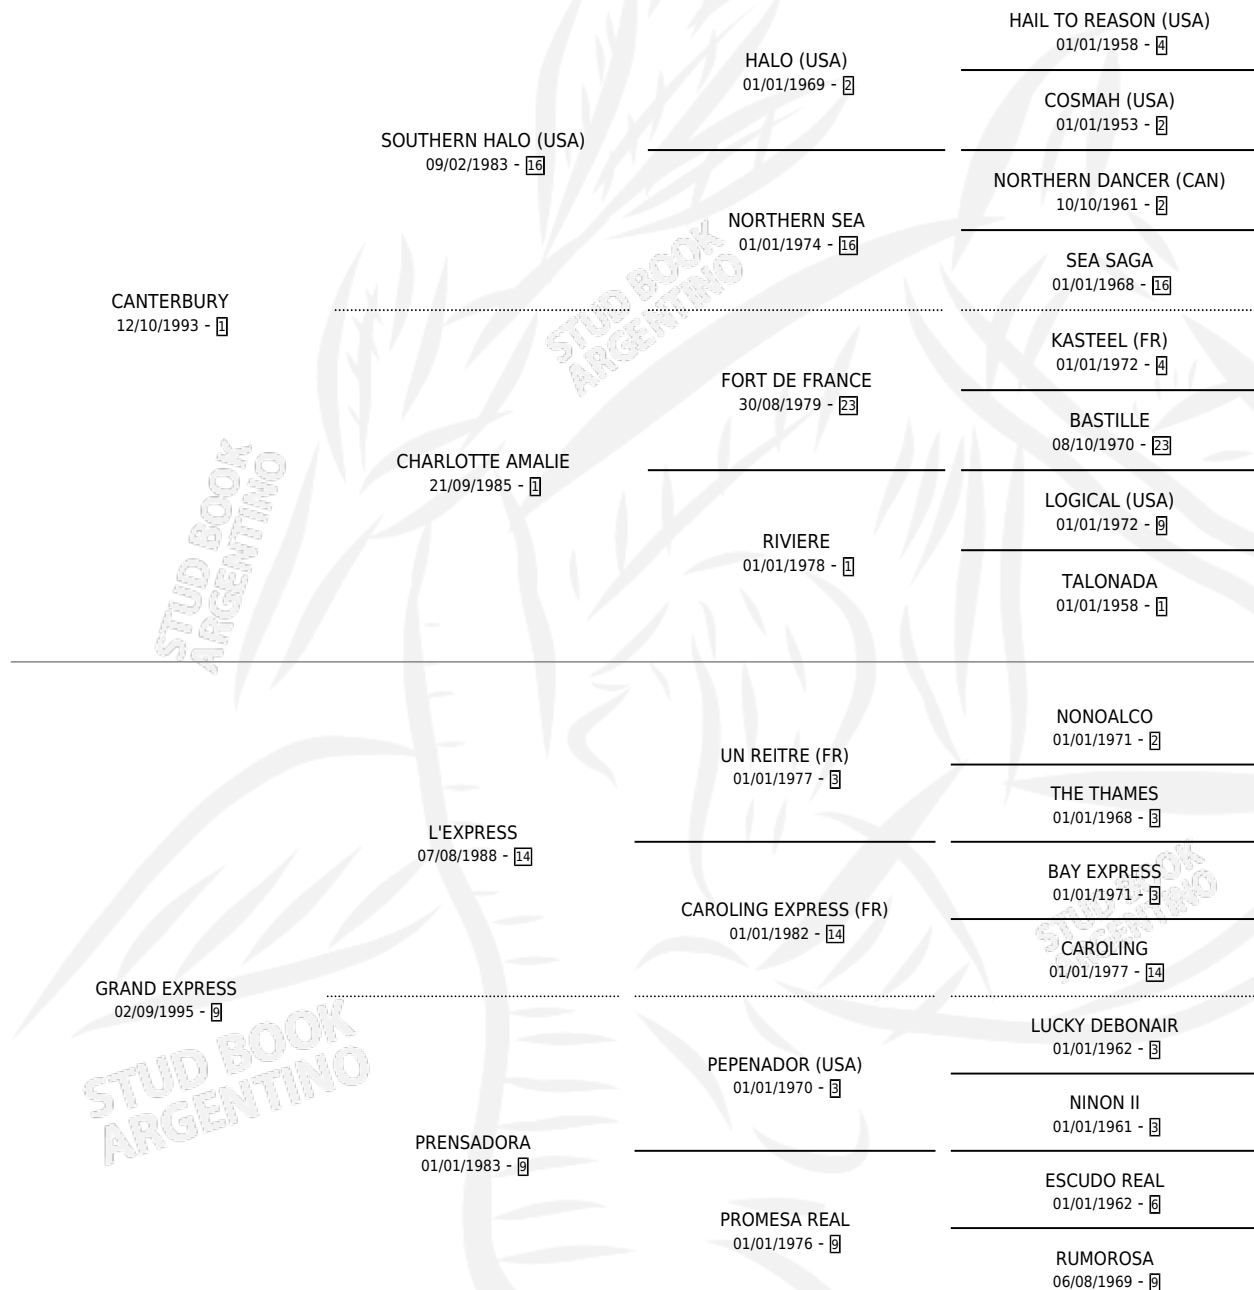 HAIL TO REASON (USA)
01/01/1958 - 4
HALO (USA)
01/01/1969 - 2
COSMAH (USA)
01/01/1953 - 2
SOUTHERN HALO (USA)
09/02/1983 - 16
NORTHERN DANCER (CAN)
10/10/1961 - 2
NORTHERN SEA
01/01/1974 - 16
SEA SAGA
01/01/1968 - 16
CANTERBURY
12/10/1993 - 1
STUD BOOK
ARGENTINO
KASTEEL (FR)
01/01/1972 - 4
FORT DE FRANCE
30/08/1979 - 23
BASTILLE
08/10/1970 - 23
CHARLOTTE AMALIE
21/09/1985 - 1
LOGICAL (USA)
01/01/1972 - 9
RIVIERE
01/01/1978 - 1
TALONADA
01/01/1958 - 1
STUD BOOK
ARGENTINO
NONOALCO
01/01/1971 - 2
UN REITRE (FR)
01/01/1977 - 3
THE THAMES
01/01/1968 - 3
L'EXPRESS
07/08/1988 - 14
BAY EXPRESS
01/01/1971 - 3
CAROLING EXPRESS (FR)
01/01/1982 - 14
CAROLING
01/01/1977 - 14
STUD BOOK
ARGENTINO
GRAND EXPRESS
02/09/1995 - 9
STUD BOOK
ARGENTINO
LUCKY DEBONAIR
01/01/1962 - 3
PEPENADOR (USA)
01/01/1970 - 3
NINON II
01/01/1961 - 3
PRENSADORA
01/01/1983 - 9
ESCUDO REAL
01/01/1962 - 6
PROMESA REAL
01/01/1976 - 9
RUMOROSA
06/08/1969 - 9